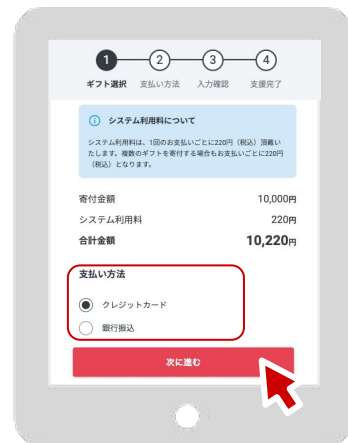 1 2 3 4
ギフト選択 支払い方法 入力確認 支援完了
システム利用料について
システム利用料は、1回のお支払いごとに220円（税込）頂戴い
たします。複数のギフトを寄付する場合もお支払いごとに220円
（税込）となります。
寄付金額 10,000円
システム利用料 220円
合計金額 10,220円
支払い方法
クレジットカード
銀行振込
次に進む